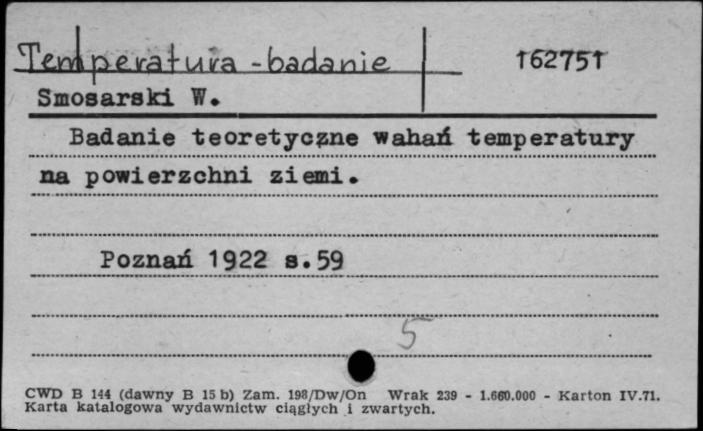 Temperatura - badanie 162751
Smosarski W.
Badanie teoretyczne wahań temperatury
na powierzchni ziemi.
Poznań 1922 s.59
5
CWD B 144 (dawny B 15 b) Zam. 198/Dw/On Wrak 239 - 1.660.000 - Karton IV.71.
Karta katalogowa wydawnictw ciągłych i zwartych.